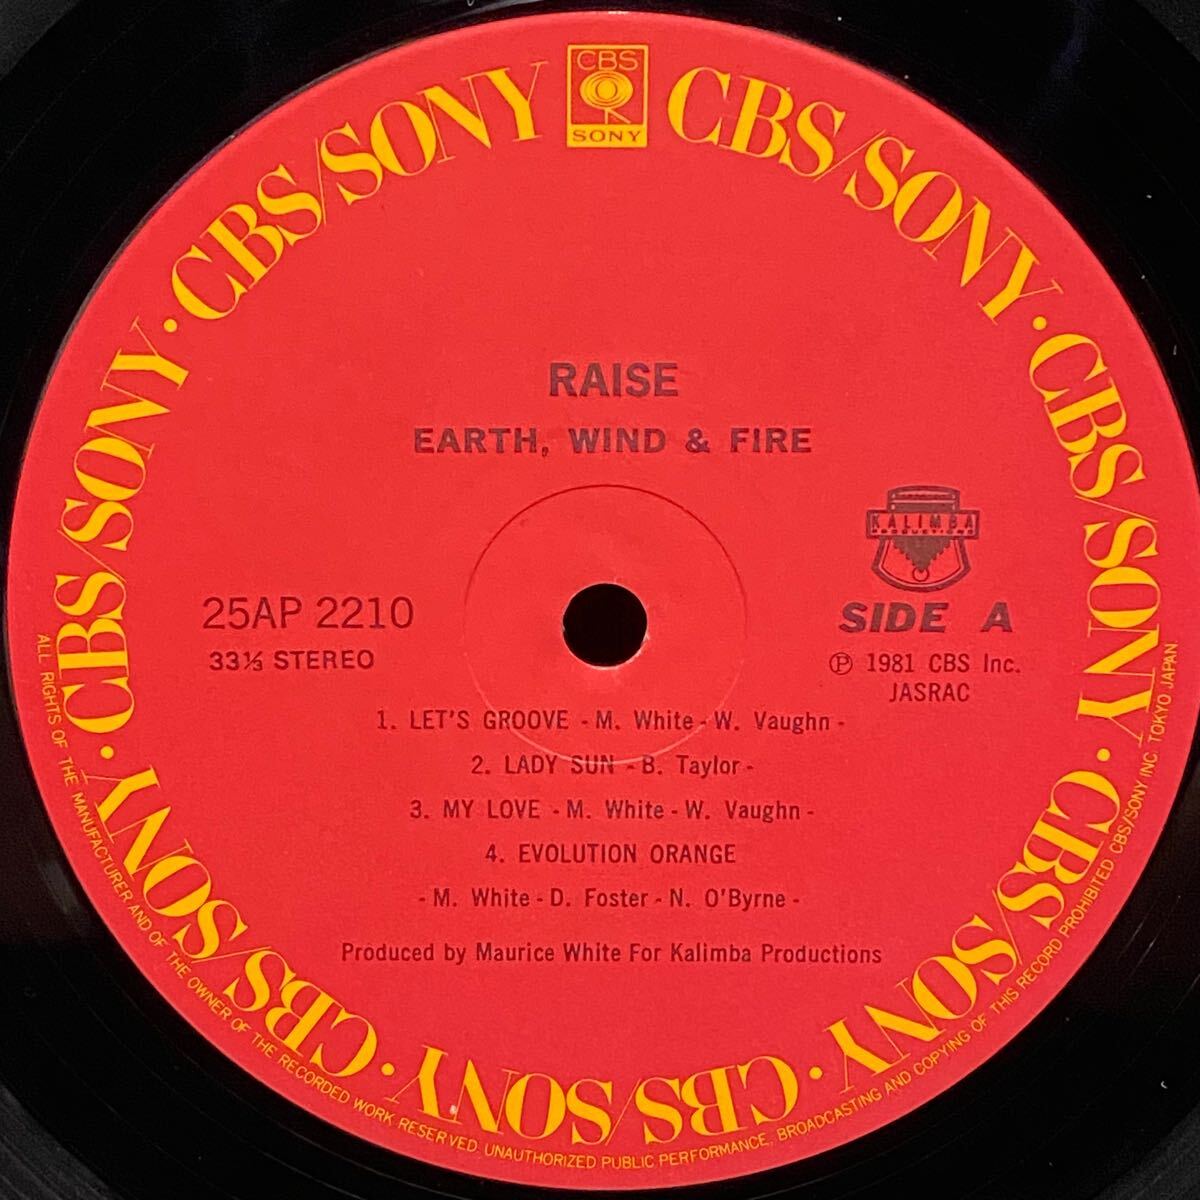 CBS
SONY
CBS/SONY · CBS/SONY · CBS/SONY · CBS/SONY · CBS/SONY · CBS/SONY · CBS/SONY
RAISE
EARTH, WIND & FIRE
KALIMBA
PRODUCTIONS
25AP 2210
33⅓ STEREO
SIDE A
℗ 1981 CBS Inc.
JASRAC
1. LET'S GROOVE - M. White - W. Vaughn -
2. LADY SUN - B. Taylor -
3. MY LOVE - M. White - W. Vaughn -
4. EVOLUTION ORANGE
- M. White - D. Foster - N. O'Byrne -
Produced by Maurice White For Kalimba Productions
ALL RIGHTS OF THE MANUFACTURER AND OF THE OWNER OF THE RECORDED WORK RESERVED. UNAUTHORIZED PUBLIC PERFORMANCE, BROADCASTING AND COPYING OF THIS RECORD PROHIBITED CBS/SONY INC. TOKYO JAPAN